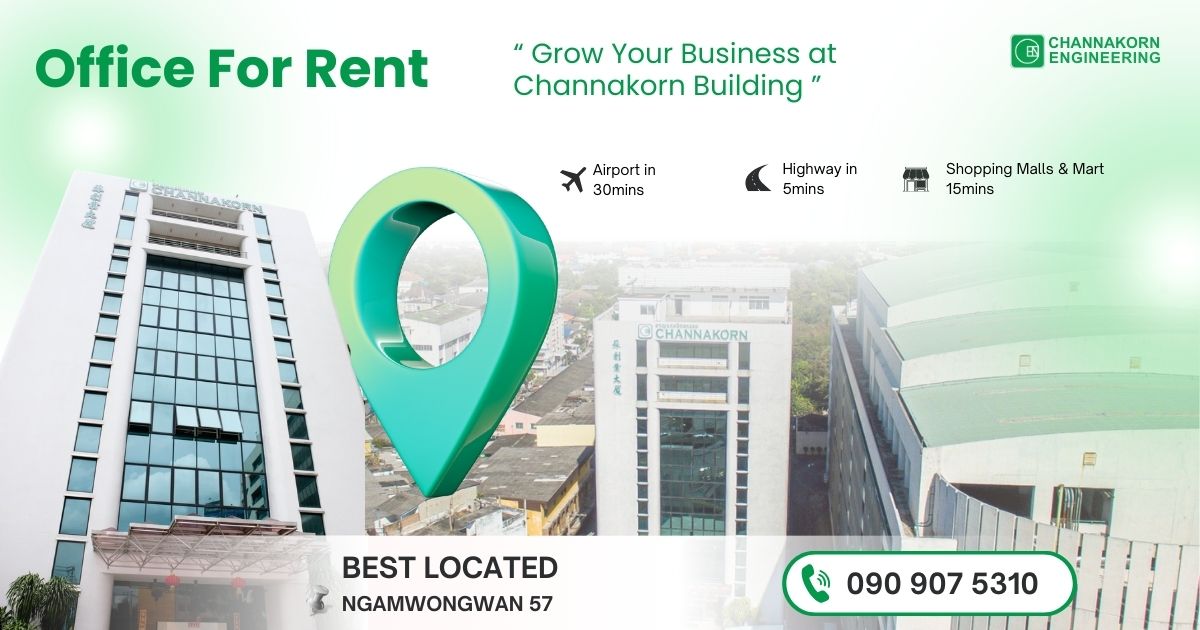 Office For Rent
“ Grow Your Business at
Channakorn Building ”
CHANNAKORN
ENGINEERING
Airport in
30mins
Highway in
5mins
Shopping Malls & Mart
15mins
CHANNAKORN
CHANNAKORN
BEST LOCATED
NGAMWONGWAN 57
090 907 5310